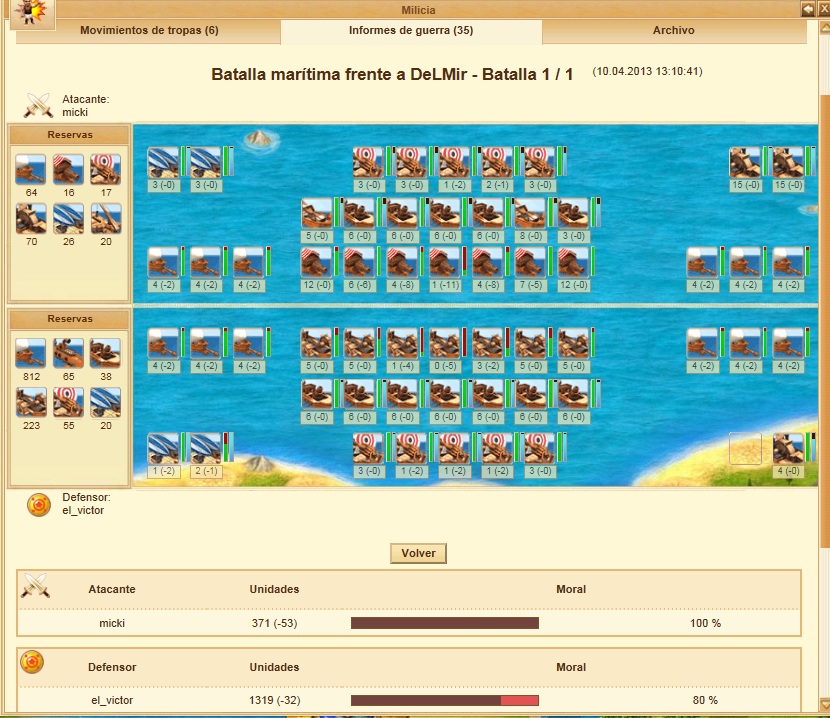 Milicia
Movimientos de tropas (6) Informes de guerra (35) Archivo
Batalla marítima frente a DeLMir - Batalla 1 / 1 (10.04.2013 13:10:41)
Atacante:
micki
Reservas
64 16 17
70 26 20
3 (-0) 3 (-0) 3 (-0) 3 (-0) 1 (-2) 2 (-1) 3 (-0) 15 (-0) 15 (-0)
5 (-0) 6 (-0) 6 (-0) 6 (-0) 6 (-0) 8 (-0) 3 (-0)
4 (-2) 4 (-2) 4 (-2) 12 (-0) 6 (-6) 4 (-8) 1 (-11) 4 (-8) 7 (-5) 12 (-0) 4 (-2) 4 (-2) 4 (-2)
Reservas
812 65 38
223 55 20
4 (-2) 4 (-2) 4 (-2) 5 (-0) 5 (-0) 1 (-4) 0 (-5) 3 (-2) 5 (-0) 5 (-0) 4 (-2) 4 (-2) 4 (-2)
6 (-0) 6 (-0) 6 (-0) 6 (-0) 6 (-0) 6 (-0) 6 (-0)
1 (-2) 2 (-1) 3 (-0) 1 (-2) 1 (-2) 1 (-2) 3 (-0) 4 (-0)
Defensor:
el_victor
Volver
Atacante Unidades Moral
micki 371 (-53) 100 %
Defensor Unidades Moral
el_victor 1319 (-32) 80 %